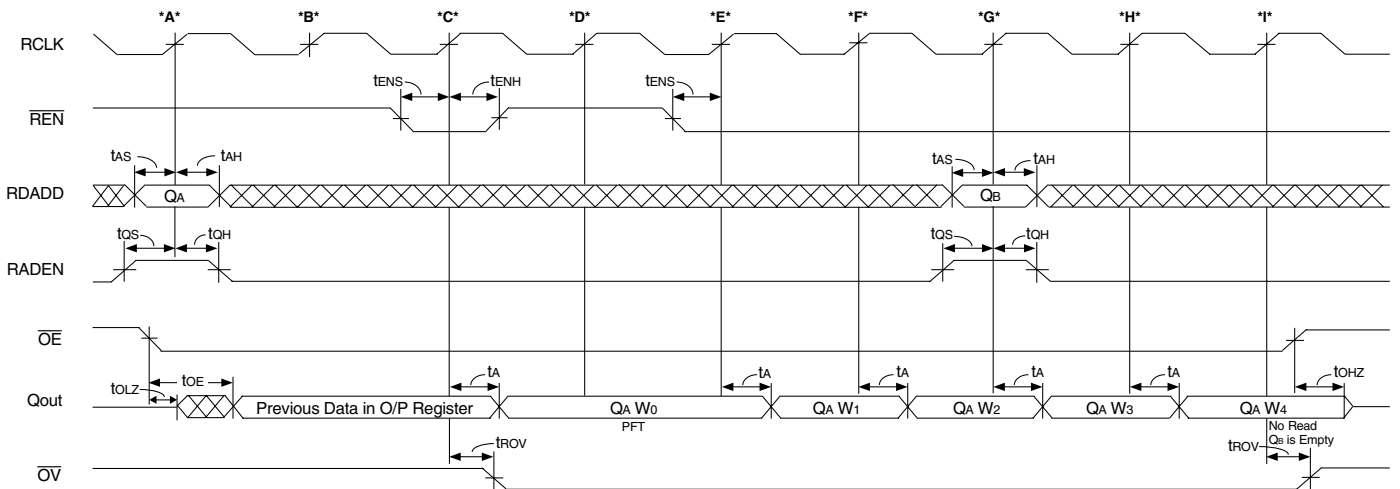 *A* *B* *C* *D* *E* *F* *G* *H* *I*
RCLK
tENS tENH tENS
REN
tAS tAH tAS tAH
RDADD QA QB
tQS tQH tQS tQH
RADEN
OE
tOLZ tOE tA tA tA tA tA tOHZ
Qout Previous Data in O/P Register QA W0 QA W1 QA W2 QA W3 QA W4
PFT No Read
QB is Empty
tROV tROV
OV